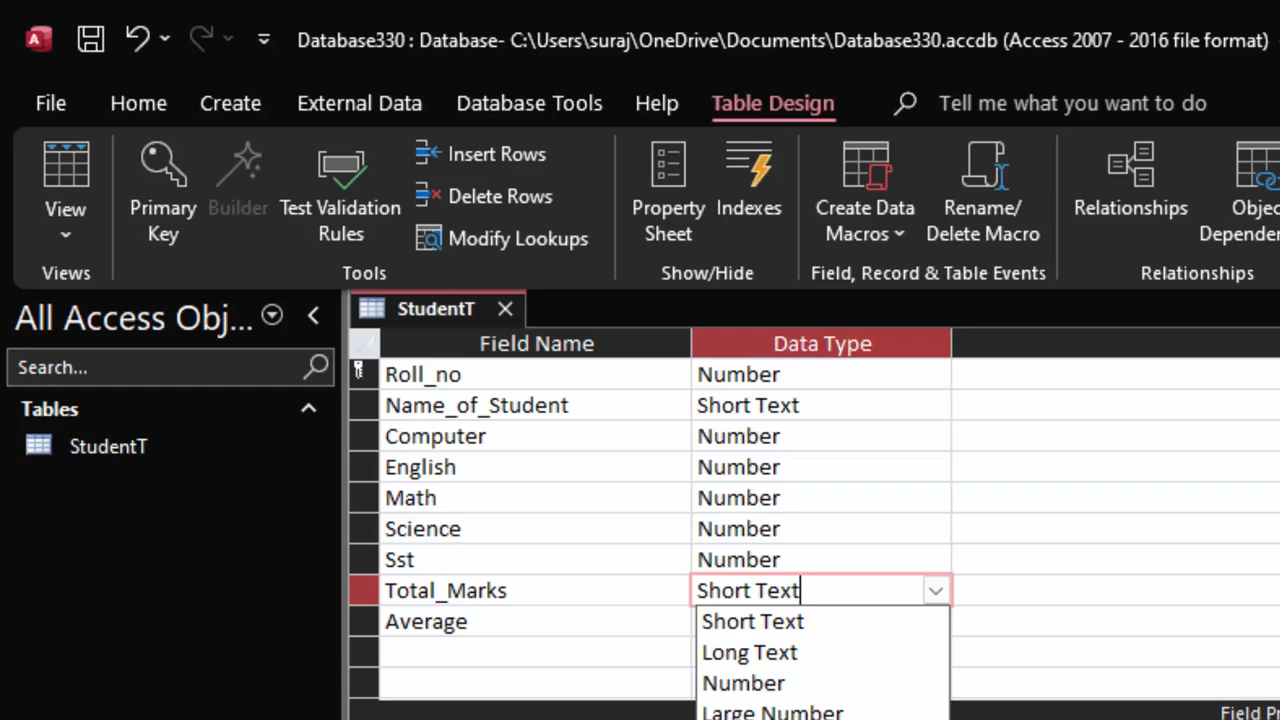 Database330 : Database- C:\Users\suraj\OneDrive\Documents\Database330.accdb (Access 2007 - 2016 file format)
File Home Create External Data Database Tools Help Table Design Tell me what you want to do
View
Primary Key
Builder
Test Validation Rules
Insert Rows
Delete Rows
Modify Lookups
Property Sheet
Indexes
Create Data Macros
Rename/ Delete Macro
Relationships
Views Tools Show/Hide Field, Record & Table Events Relationships
All Access Obj...
Search...
Tables
StudentT
StudentT
Field Name Data Type
Roll_no Number
Name_of_Student Short Text
Computer Number
English Number
Math Number
Science Number
Sst Number
Total_Marks Short Text
Average
Short Text
Long Text
Number
Large Number